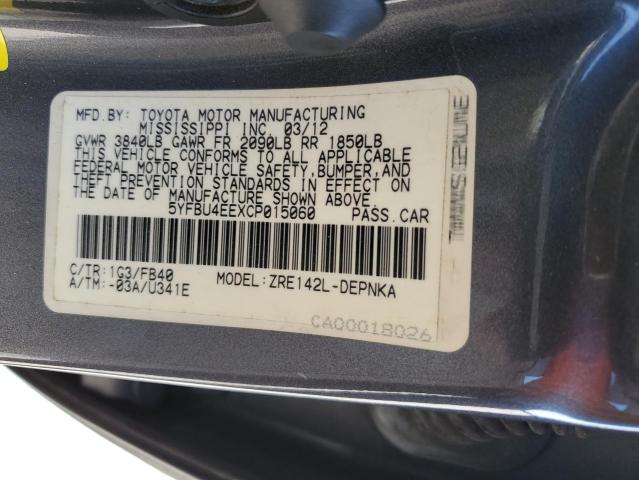 MFD.BY: TOYOTA MOTOR MANUFACTURING
MISSISSIPPI INC. 03/12
GVWR 3840LB GAWR FR 2090LB RR 1850LB
THIS VEHICLE CONFORMS TO ALL APPLICABLE
FEDERAL MOTOR VEHICLE SAFETY,BUMPER,AND
THEFT PREVENTION STANDARDS IN EFFECT ON
THE DATE OF MANUFACTURE SHOWN ABOVE.
5YFBU4EEXCP015060 PASS.CAR
C/TR:1G3/FB40 MODEL:ZRE142L-DEPNKA
A/TM:-03A/U341E
CA00018026
GENUINE